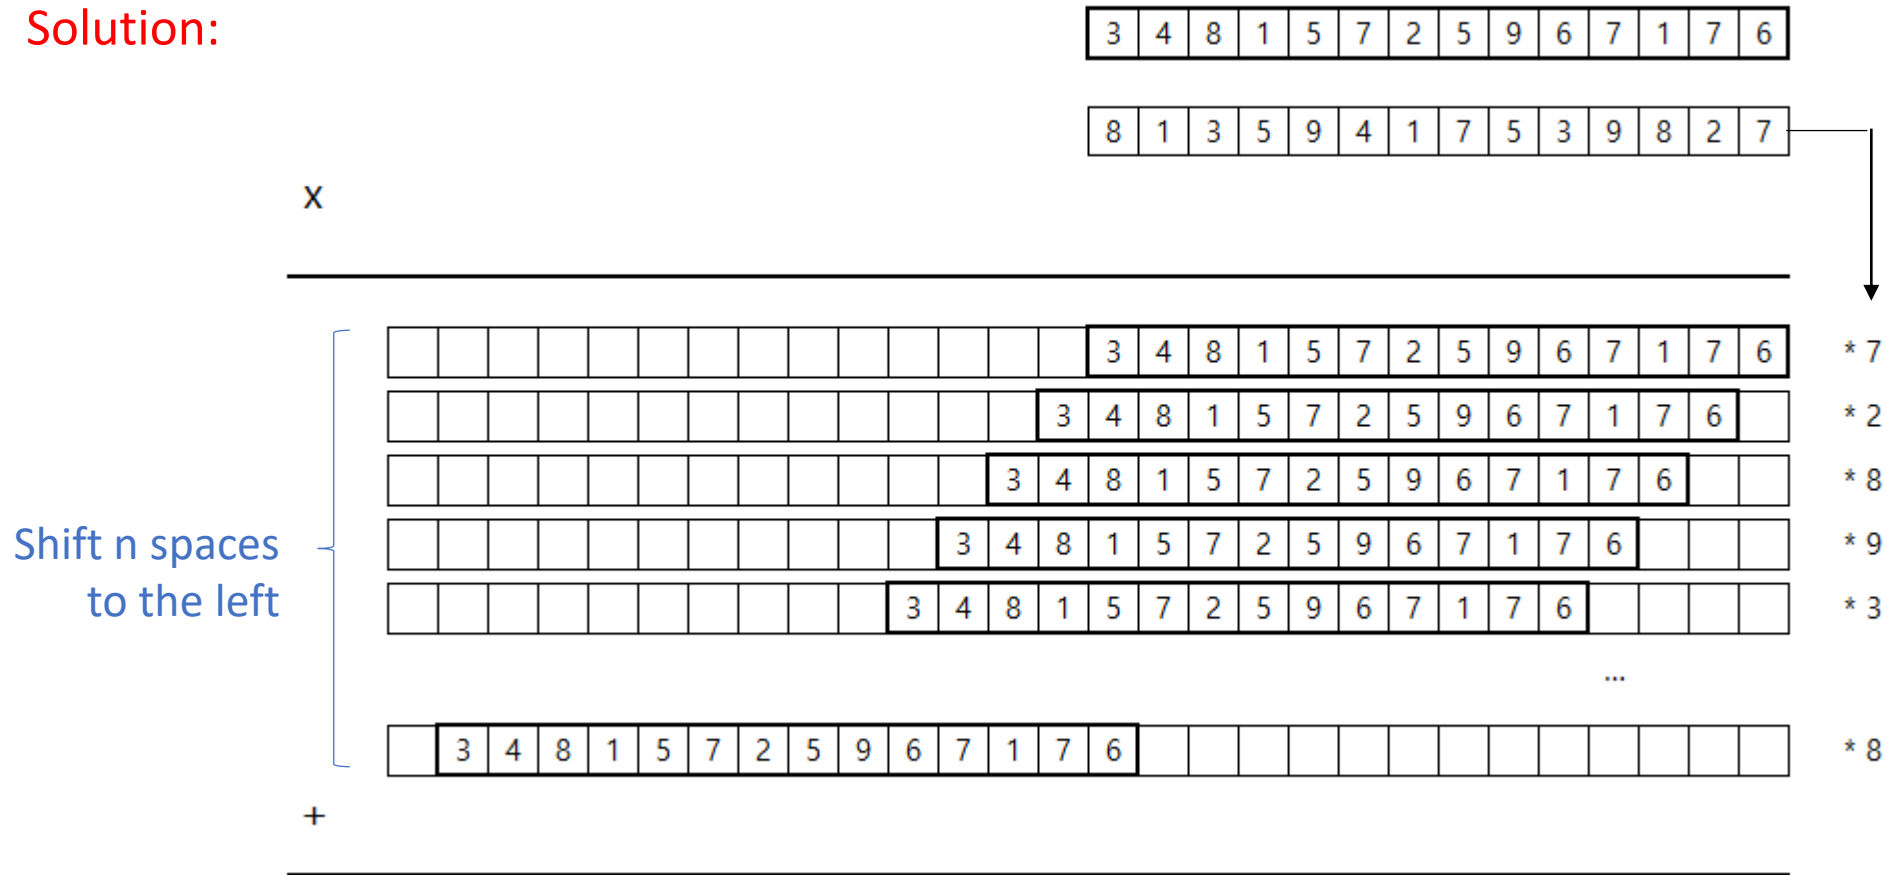 Solution:
3 4 8 1 5 7 2 5 9 6 7 1 7 6
8 1 3 5 9 4 1 7 5 3 9 8 2 7
x
3 4 8 1 5 7 2 5 9 6 7 1 7 6 * 7
3 4 8 1 5 7 2 5 9 6 7 1 7 6 * 2
3 4 8 1 5 7 2 5 9 6 7 1 7 6 * 8
Shift n spaces
to the left
3 4 8 1 5 7 2 5 9 6 7 1 7 6 * 9
3 4 8 1 5 7 2 5 9 6 7 1 7 6 * 3
...
3 4 8 1 5 7 2 5 9 6 7 1 7 6 * 8
+